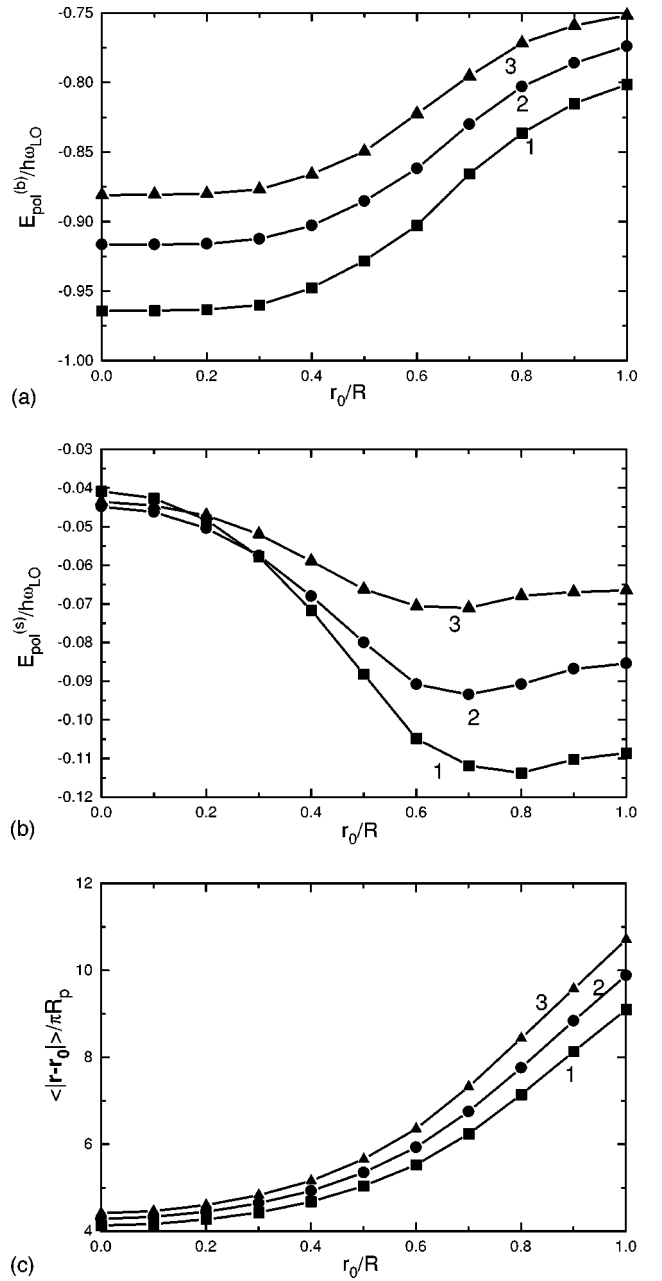 -0.75
-0.80
-0.85
-0.90
-0.95
-1.00
E_pol^(b)/ħω_LO
3
2
1
0.0 0.2 0.4 0.6 0.8 1.0
(a)
r_0/R
-0.03
-0.04
-0.05
-0.06
-0.07
-0.08
-0.09
-0.10
-0.11
-0.12
E_pol^(s)/ħω_LO
3
2
1
0.0 0.2 0.4 0.6 0.8 1.0
(b)
r_0/R
12
10
8
6
4
<|r-r_0|>/πR_p
3
2
1
0.0 0.2 0.4 0.6 0.8 1.0
(c)
r_0/R